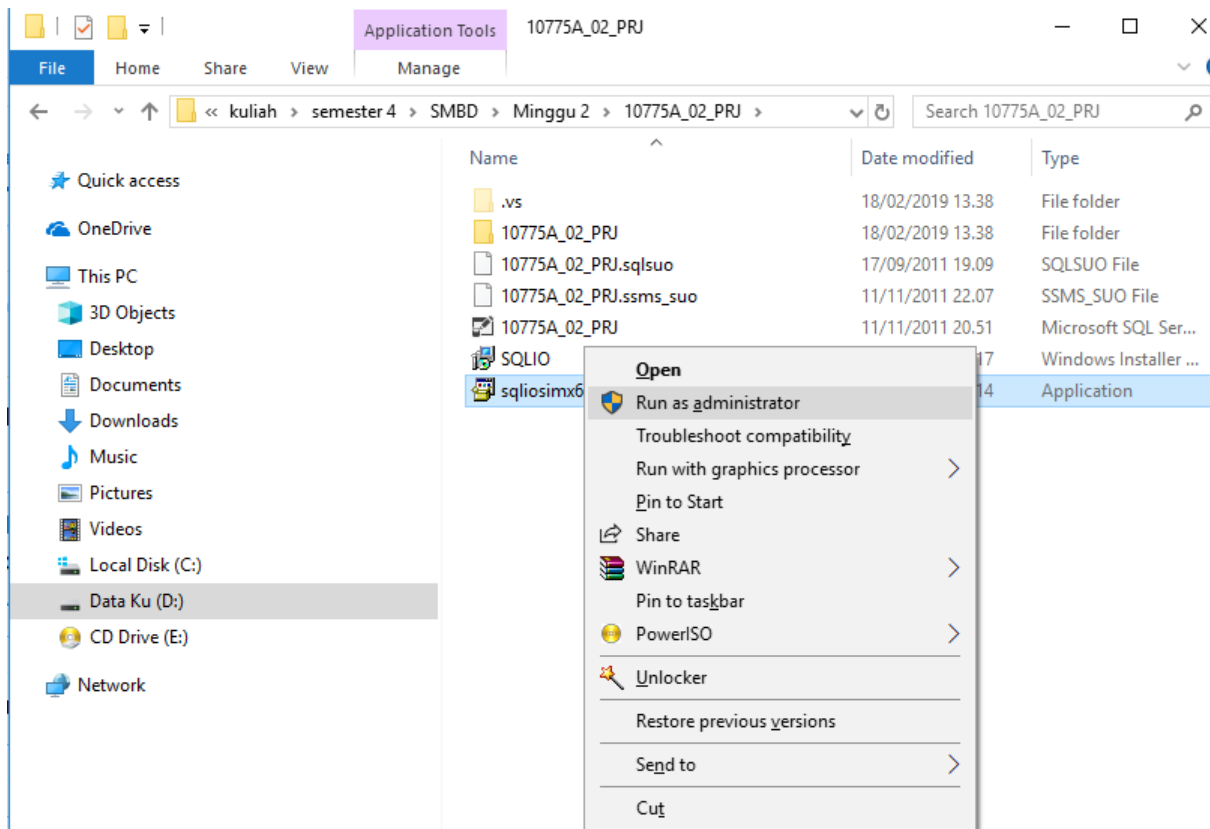 Application Tools 10775A_02_PRJ
File Home Share View Manage
« kuliah > semester 4 > SMBD > Minggu 2 > 10775A_02_PRJ > Search 10775A_02_PRJ
Name Date modified Type
Quick access
OneDrive
This PC
3D Objects
Desktop
Documents
Downloads
Music
Pictures
Videos
Local Disk (C:)
Data Ku (D:)
CD Drive (E:)
Network
.vs 18/02/2019 13.38 File folder
10775A_02_PRJ 18/02/2019 13.38 File folder
10775A_02_PRJ.sqlsuo 17/09/2011 19.09 SQLSUO File
10775A_02_PRJ.ssms_suo 11/11/2011 22.07 SSMS_SUO File
10775A_02_PRJ 11/11/2011 20.51 Microsoft SQL Ser...
SQLIO 17 Windows Installer ...
sqliosimx6 14 Application
Open
Run as administrator
Troubleshoot compatibility
Run with graphics processor
Pin to Start
Share
WinRAR
Pin to taskbar
PowerISO
Unlocker
Restore previous versions
Send to
Cut